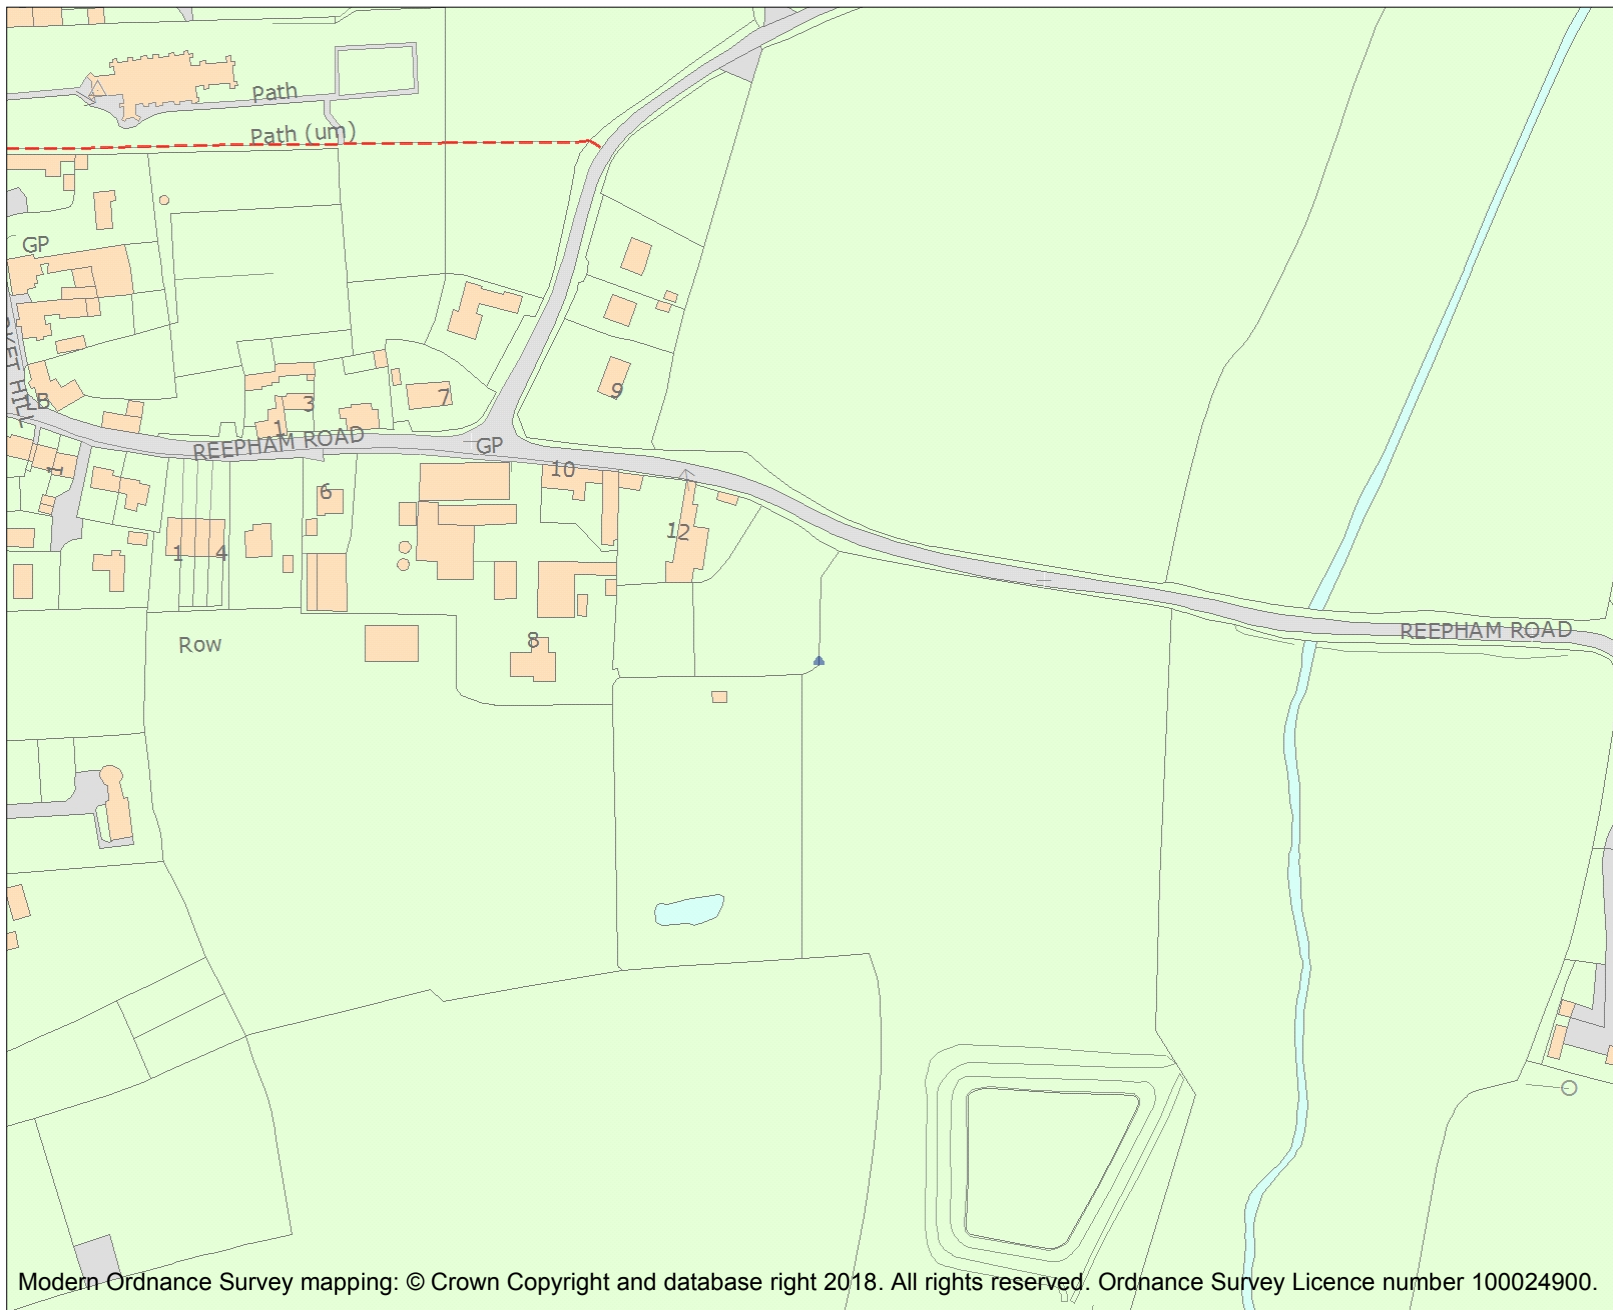 Path
Path (um)
GP
LB
3
7
9
1
REEPHAM ROAD
GP
10
1
6
12
1 4
8
Row
REEPHAM ROAD
Modern Ordnance Survey mapping: © Crown Copyright and database right 2018. All rights reserved. Ordnance Survey Licence number 100024900.